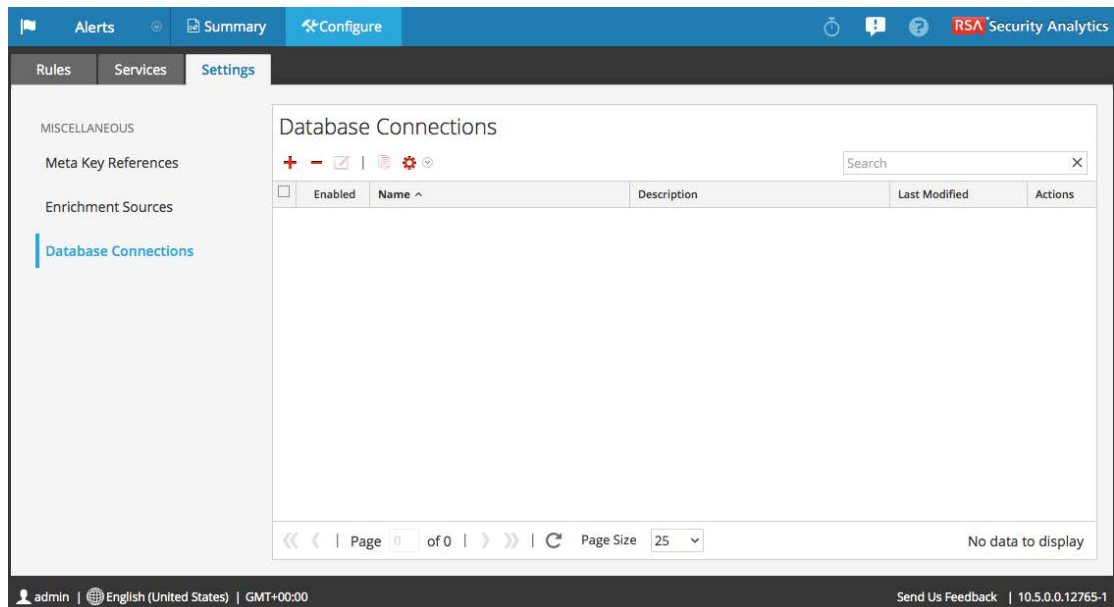 Alerts Summary Configure RSA Security Analytics
Rules Services Settings
MISCELLANEOUS
Meta Key References
Enrichment Sources
Database Connections
Database Connections
Search
Enabled Name Description Last Modified Actions
Page 0 of 0 Page Size 25 No data to display
admin | English (United States) | GMT+00:00 Send Us Feedback | 10.5.0.0.12765-1